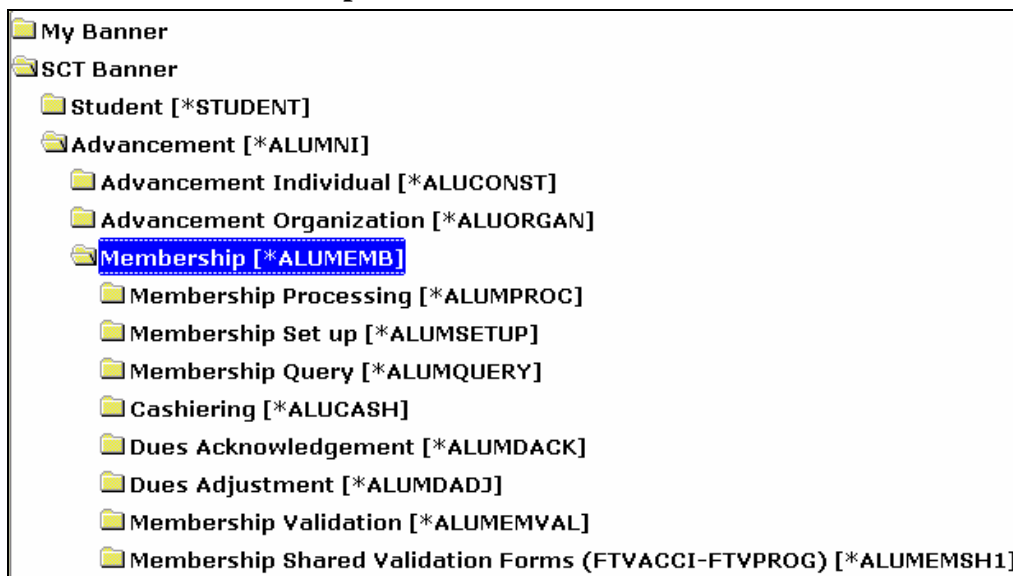 My Banner
SCT Banner
Student [*STUDENT]
Advancement [*ALUMNI]
Advancement Individual [*ALUCONST]
Advancement Organization [*ALUORGAN]
Membership [*ALUMEMB]
Membership Processing [*ALUMPROC]
Membership Set up [*ALUMSETUP]
Membership Query [*ALUMQUERY]
Cashiering [*ALUCASH]
Dues Acknowledgement [*ALUMDACK]
Dues Adjustment [*ALUMDADJ]
Membership Validation [*ALUMEMVAL]
Membership Shared Validation Forms (FTVACCI-FTVPROG) [*ALUMEMSH1]